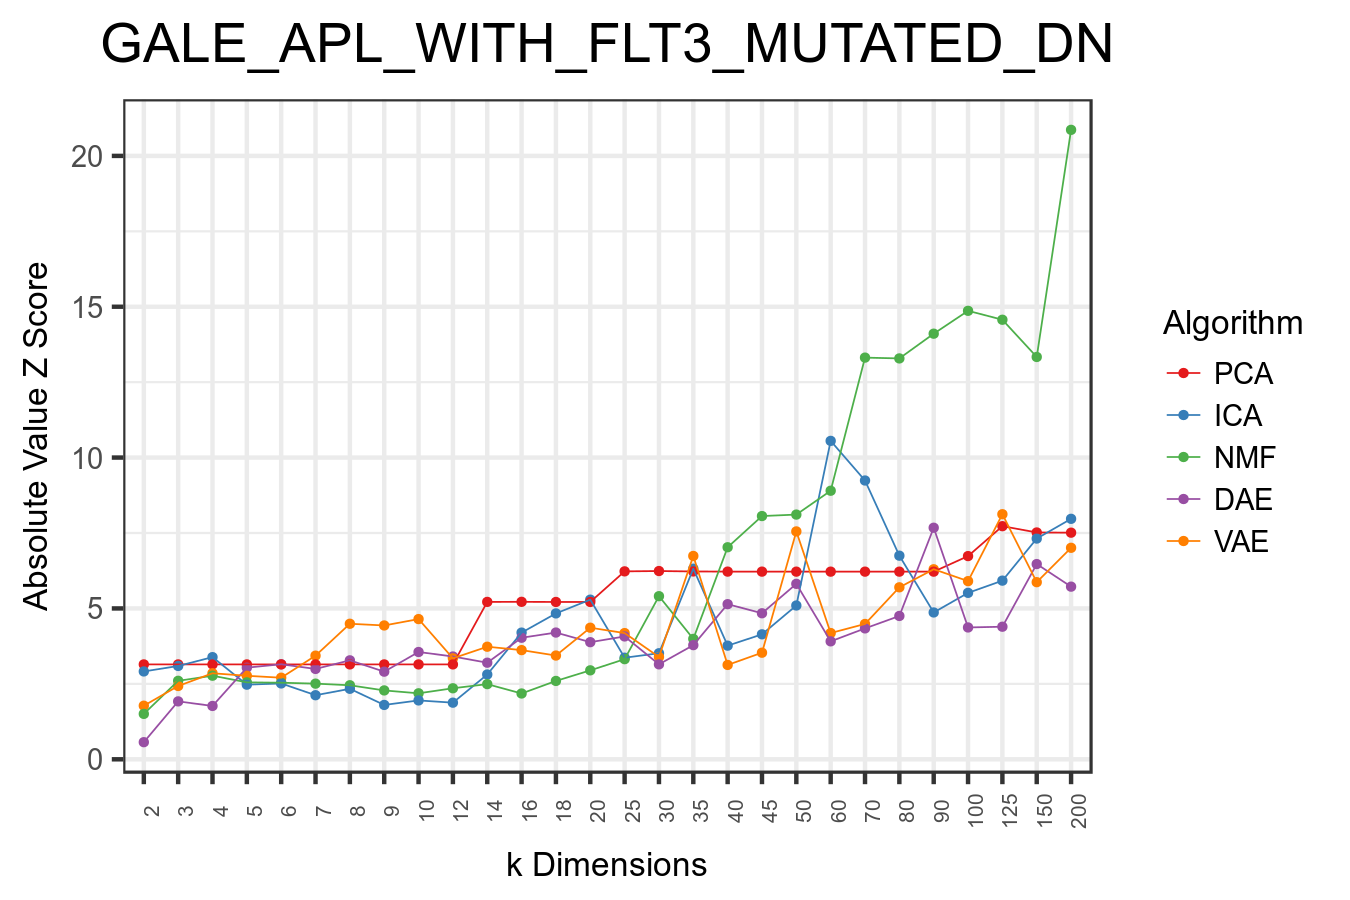 GALE_APL_WITH_FLT3_MUTATED_DN
Absolute Value Z Score
20
15
10
5
0
2 3 4 5 6 7 8 9 10 12 14 16 18 20 25 30 35 40 45 50 60 70 80 90 100 125 150 200
k Dimensions
Algorithm
PCA
ICA
NMF
DAE
VAE